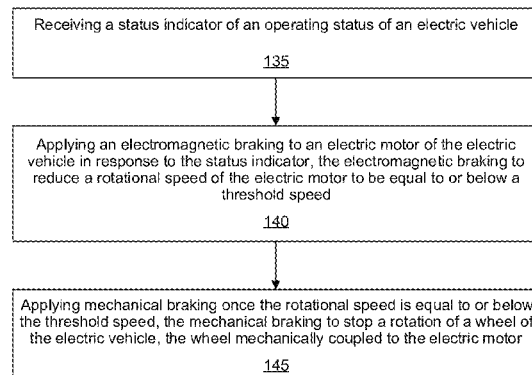 Receiving a status indicator of an operating status of an electric vehicle
135
Applying an electromagnetic braking to an electric motor of the electric
vehicle in response to the status indicator, the electromagnetic braking to
reduce a rotational speed of the electric motor to be equal to or below a
threshold speed
140
Applying mechanical braking once the rotational speed is equal to or below
the threshold speed, the mechanical braking to stop a rotation of a wheel of
the electric vehicle, the wheel mechanically coupled to the electric motor
145